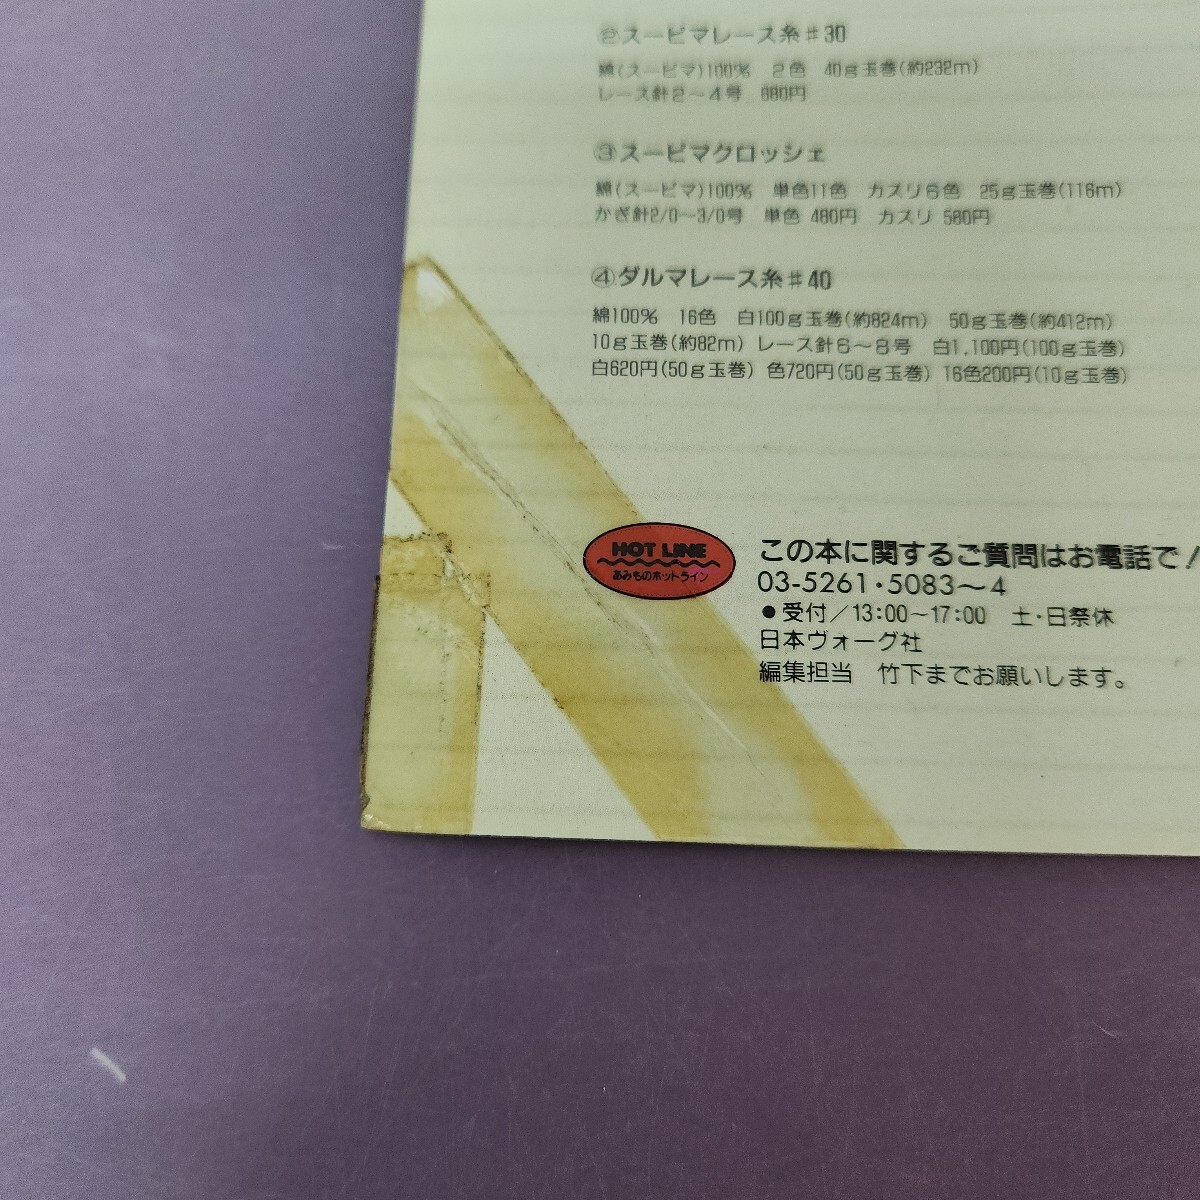 ②スーピマレース糸#30
綿(スーピマ)100% 2色 40g玉巻(約232m)
レース針2〜4号 680円
③スーピマクロッシェ
綿(スーピマ)100% 単色11色 カスリ6色 25g玉巻(116m)
かぎ針2/0〜3/0号 単色 480円 カスリ 580円
④ダルマレース糸#40
綿100% 16色 白100g玉巻(約824m) 50g玉巻(約412m)
10g玉巻(約82m) レース針6〜8号 白1,100円(100g玉巻)
白620円(50g玉巻) 色720円(50g玉巻) 16色200円(10g玉巻)
HOT LINE
あみものホットライン
この本に関するご質問はお電話で!
03-5261・5083〜4
●受付/13:00〜17:00 土・日祭休
日本ヴォーグ社
編集担当 竹下までお願いします。